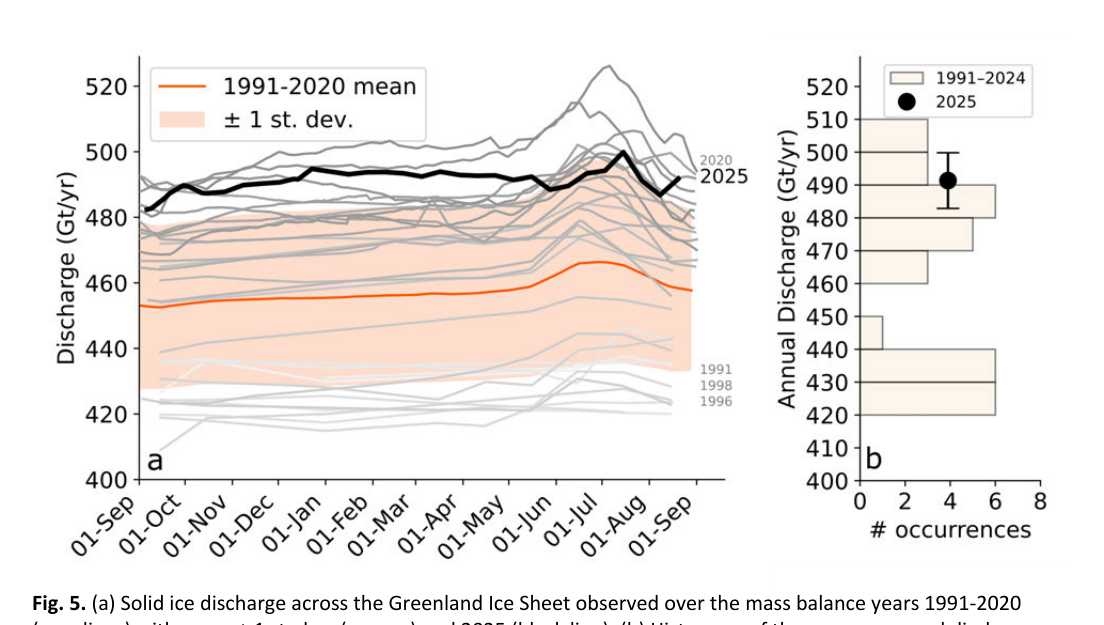 520
500
480
460
440
420
400
Discharge (Gt/yr)
1991-2020 mean
± 1 st. dev.
2020
2025
1991
1998
1996
a
01-Sep
01-Oct
01-Nov
01-Dec
01-Jan
01-Feb
01-Mar
01-Apr
01-May
01-Jun
01-Jul
01-Aug
01-Sep
520
510
500
490
480
470
460
450
440
430
420
410
400
Annual Discharge (Gt/yr)
1991–2024
2025
b
0 2 4 6 8
# occurrences
Fig. 5. (a) Solid ice discharge across the Greenland Ice Sheet observed over the mass balance years 1991-2020